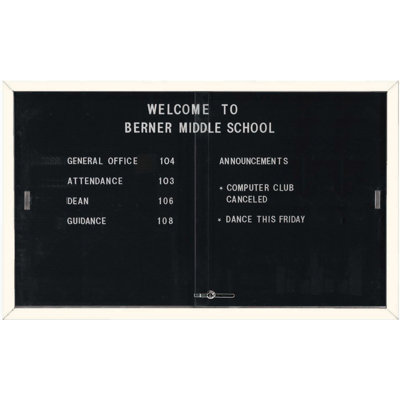 WELCOME TO
BERNER MIDDLE SCHOOL
GENERAL OFFICE 104
ATTENDANCE 103
DEAN 106
GUIDANCE 108
ANNOUNCEMENTS
* COMPUTER CLUB
CANCELED
* DANCE THIS FRIDAY